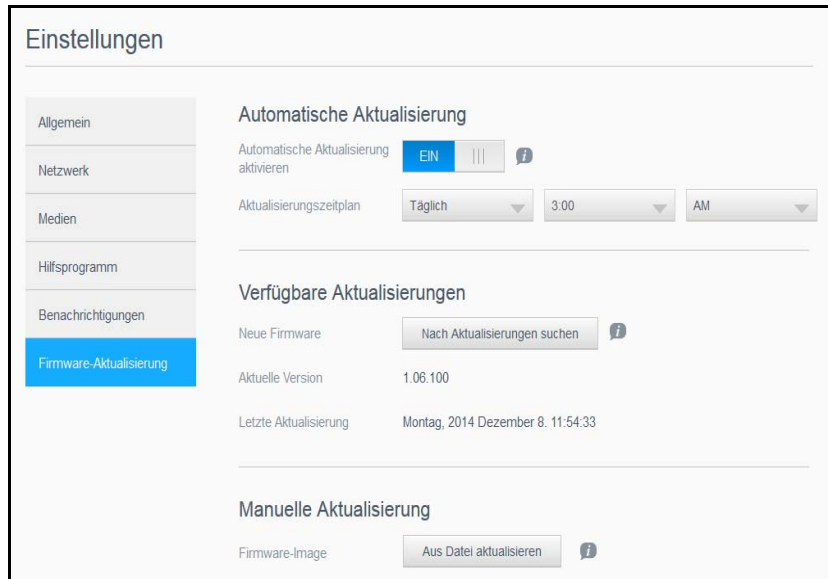 Einstellungen
Allgemein
Netzwerk
Medien
Hilfsprogramm
Benachrichtigungen
Firmware-Aktualisierung
Automatische Aktualisierung
Automatische Aktualisierung
aktivieren
EIN
Aktualisierungszeitplan
Täglich
3:00
AM
Verfügbare Aktualisierungen
Neue Firmware
Nach Aktualisierungen suchen
Aktuelle Version
1.06.100
Letzte Aktualisierung
Montag, 2014 Dezember 8. 11:54:33
Manuelle Aktualisierung
Firmware-Image
Aus Datei aktualisieren